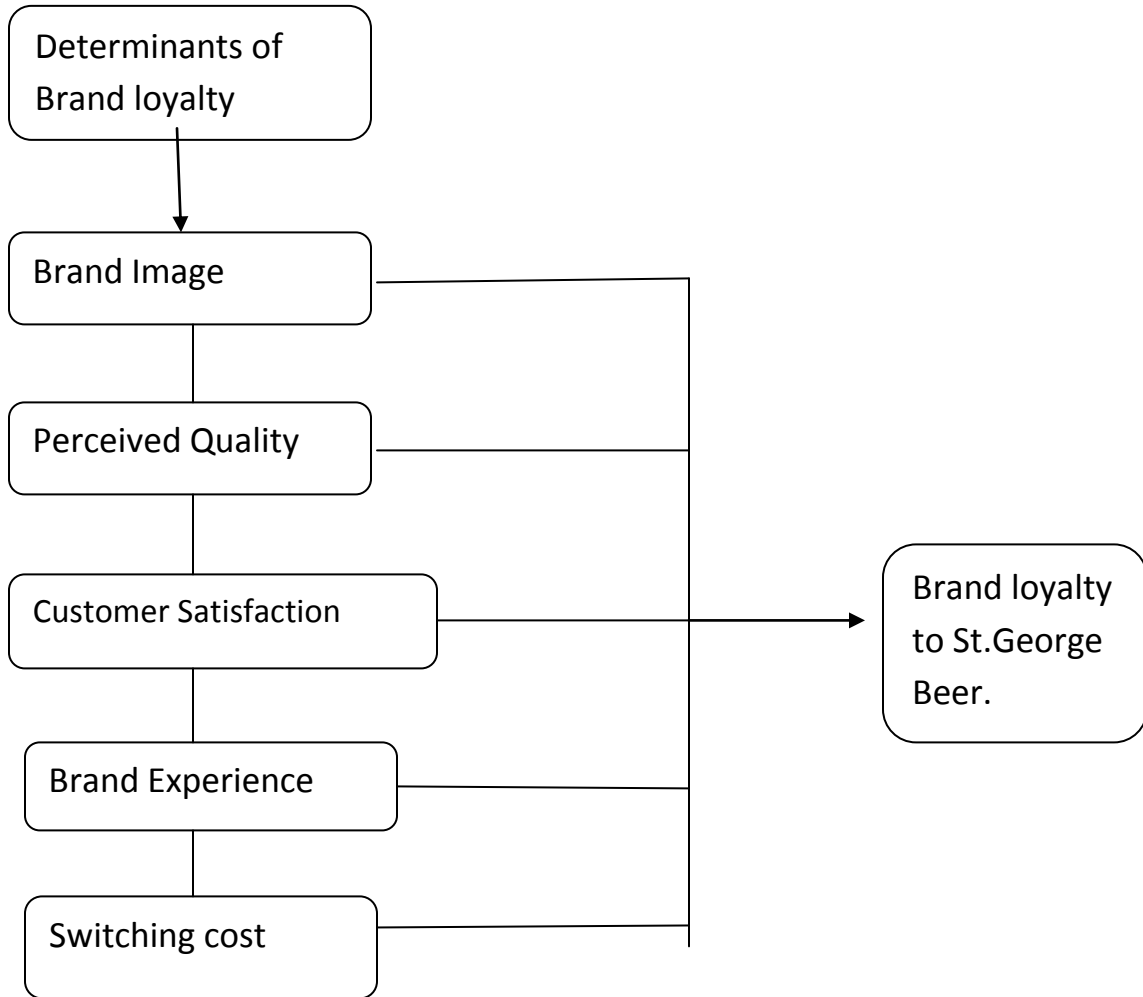 Determinants of
Brand loyalty
Brand Image
Perceived Quality
Customer Satisfaction
Brand Experience
Switching cost
Brand loyalty
to St.George
Beer.